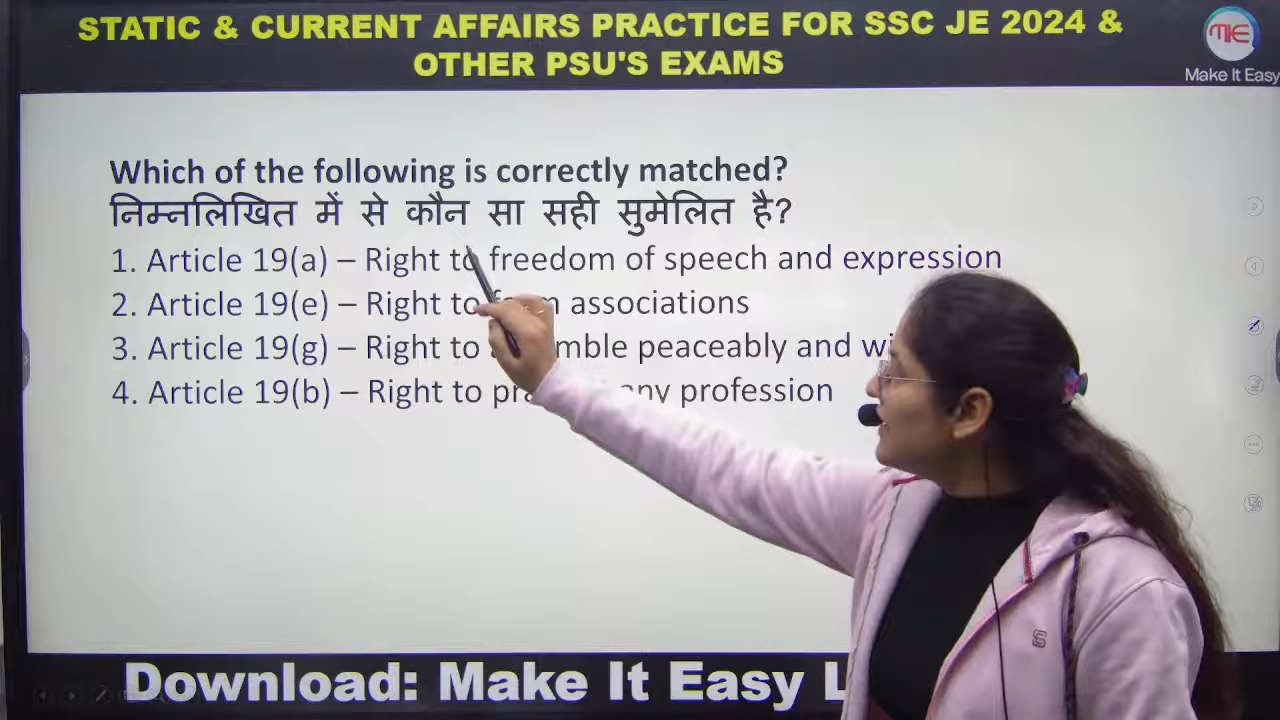 STATIC & CURRENT AFFAIRS PRACTICE FOR SSC JE 2024 &
OTHER PSU'S EXAMS
MIE
Make It Easy
Which of the following is correctly matched?
निम्नलिखित में से कौन सा सही सुमेलित है?
1. Article 19(a) – Right to freedom of speech and expression
2. Article 19(e) – Right to associations
3. Article 19(g) – Right to peaceably and
4. Article 19(b) – Right to profession
Download: Make It Easy